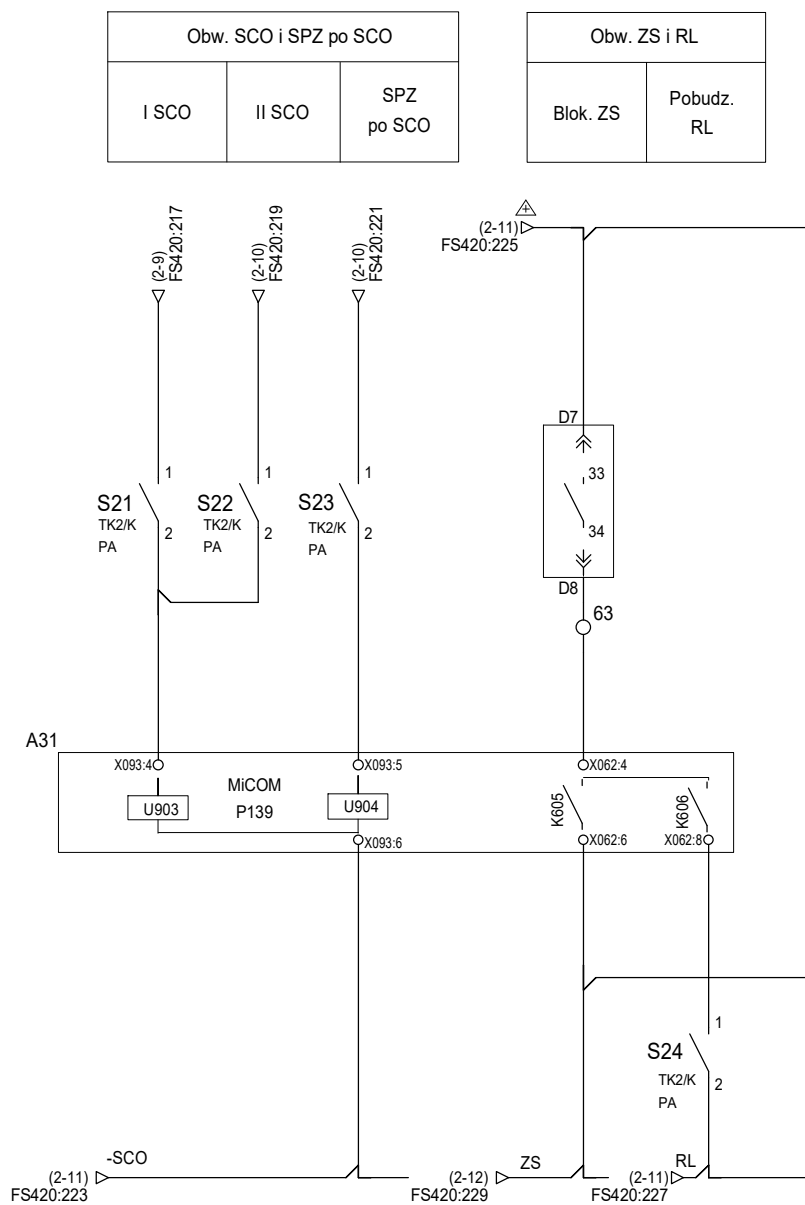 Obw. SCO i SPZ po SCO
Obw. ZS i RL
I SCO
II SCO
SPZ
po SCO
Blok. ZS
Pobudz.
RL
(2-9)
FS420:217
(2-10)
FS420:219
(2-10)
FS420:221
(2-11)
FS420:225
D7
33
34
D8
63
S21
TK2/K
PA
1
2
S22
TK2/K
PA
1
2
S23
TK2/K
PA
1
2
A31
X093:4
X093:5
X062:4
MiCOM
P139
U903
U904
K605
K606
X093:6
X062:6
X062:8
S24
TK2/K
PA
1
2
-SCO
(2-11)
FS420:223
ZS
(2-12)
FS420:229
RL
(2-11)
FS420:227